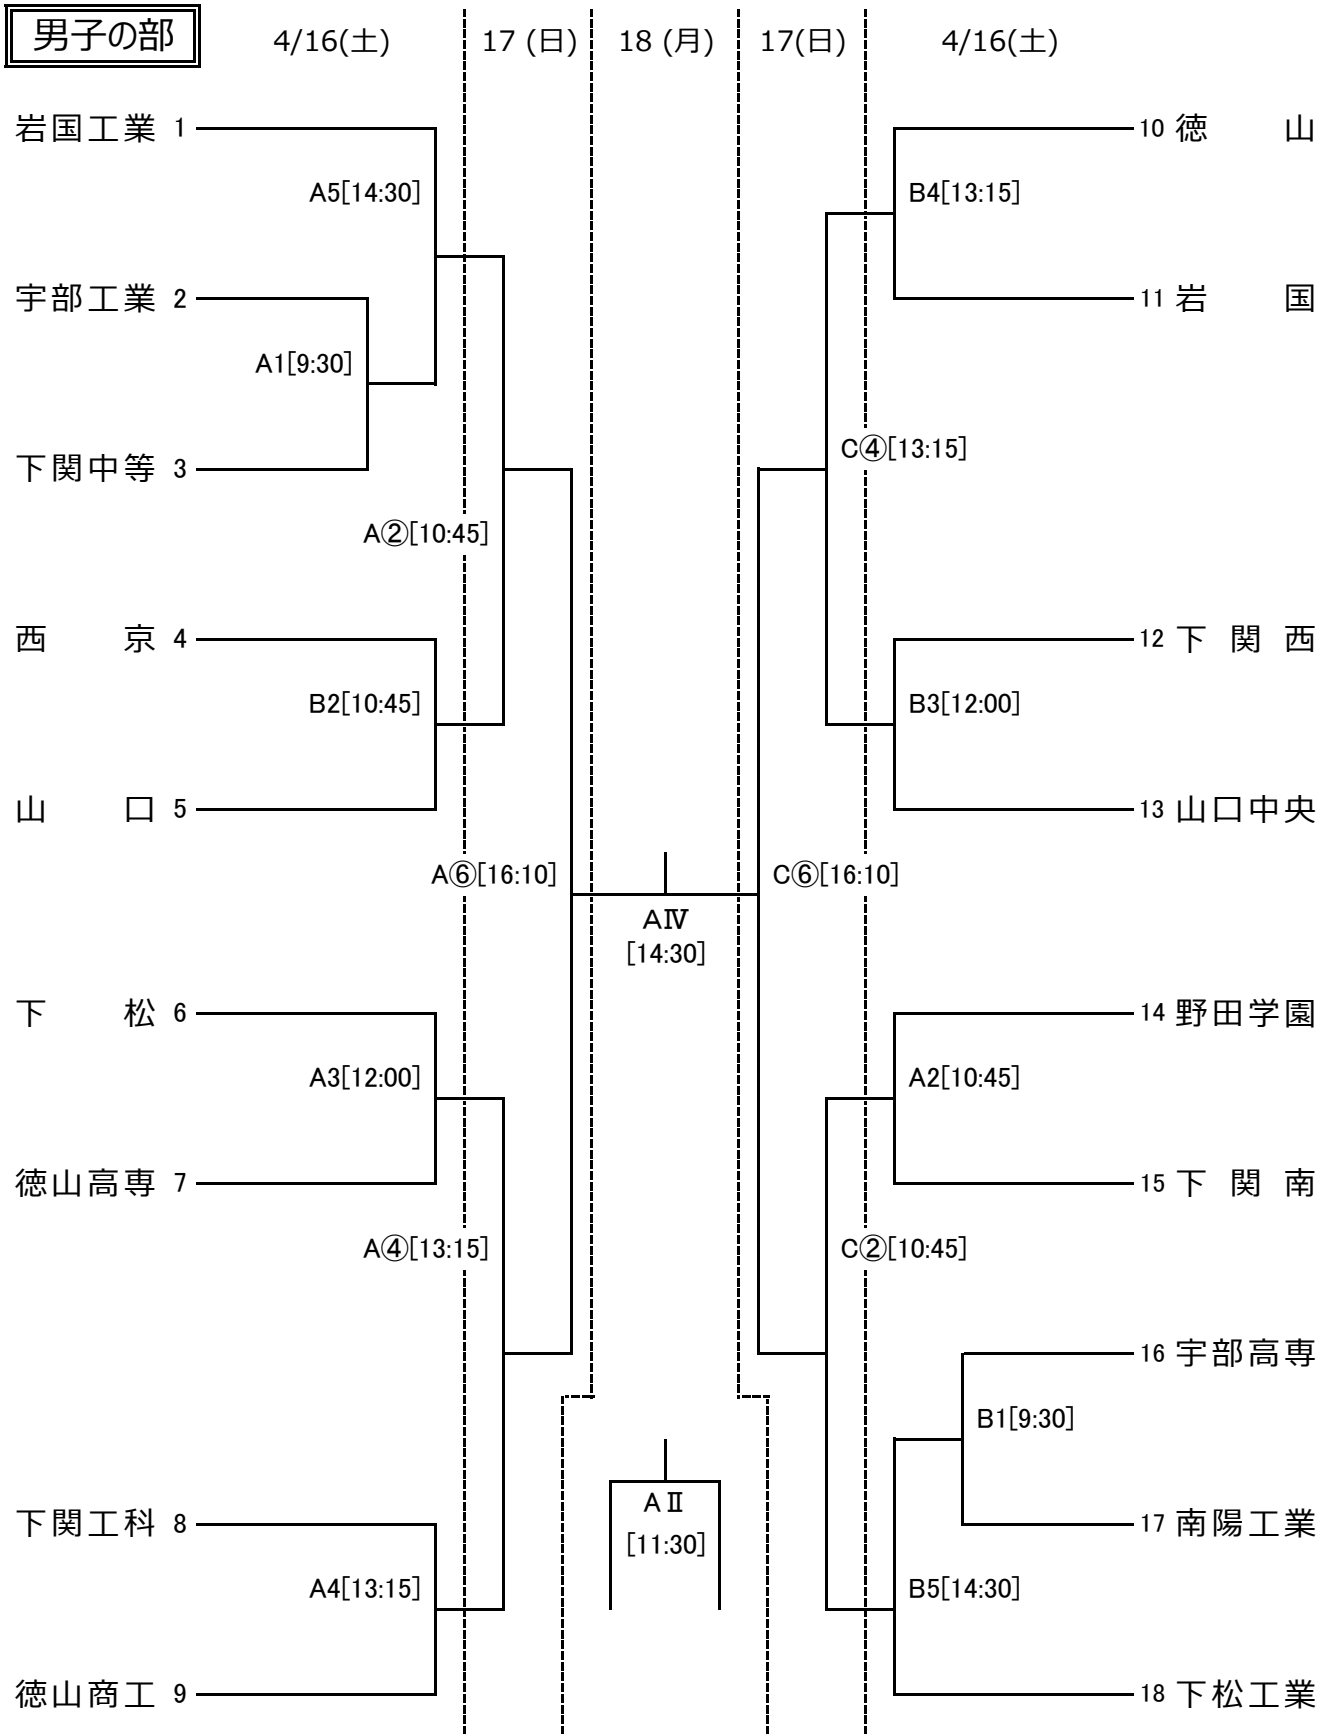 男子の部 4/16(土) 17 (日) 18 (月) 17(日) 4/16(土)
岩国工業 1
A5[14:30]
宇部工業 2
A1[9:30]
下関中等 3
A②[10:45]
西 京 4
B2[10:45]
山 口 5
A⑥[16:10]
下 松 6
A3[12:00]
徳山高専 7
A④[13:15]
下関工科 8
A4[13:15]
徳山商工 9
AⅣ
[14:30]
AⅡ
[11:30]
10 徳 山
B4[13:15]
11 岩 国
C④[13:15]
12 下 関 西
B3[12:00]
13 山口中央
C⑥[16:10]
14 野田学園
A2[10:45]
15 下 関 南
C②[10:45]
16 宇部高専
B1[9:30]
17 南陽工業
B5[14:30]
18 下松工業